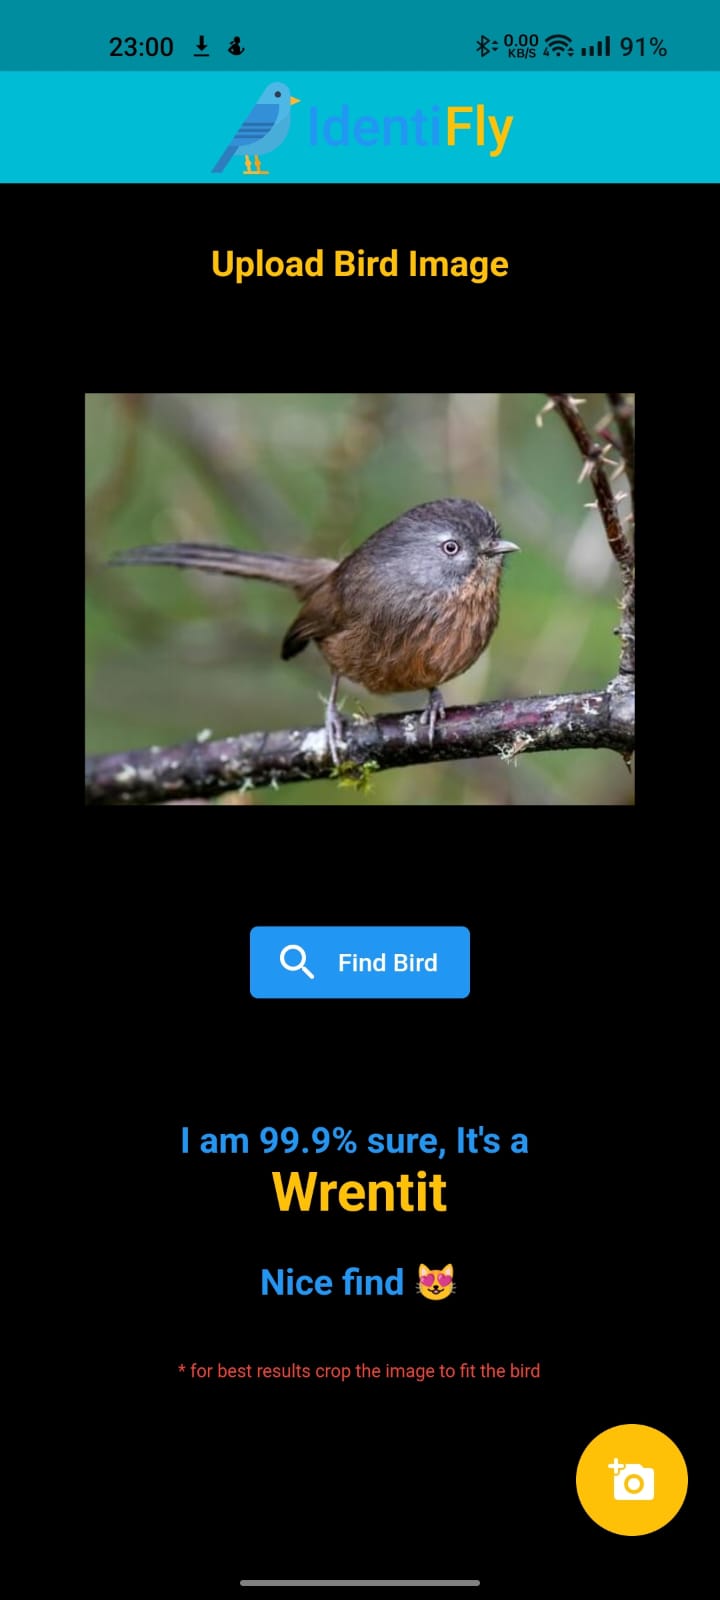 23:00
0.00
KB/S
4
91%
IdentiFly
Upload Bird Image
Find Bird
I am 99.9% sure, It's a
Wrentit
Nice find 😻
* for best results crop the image to fit the bird